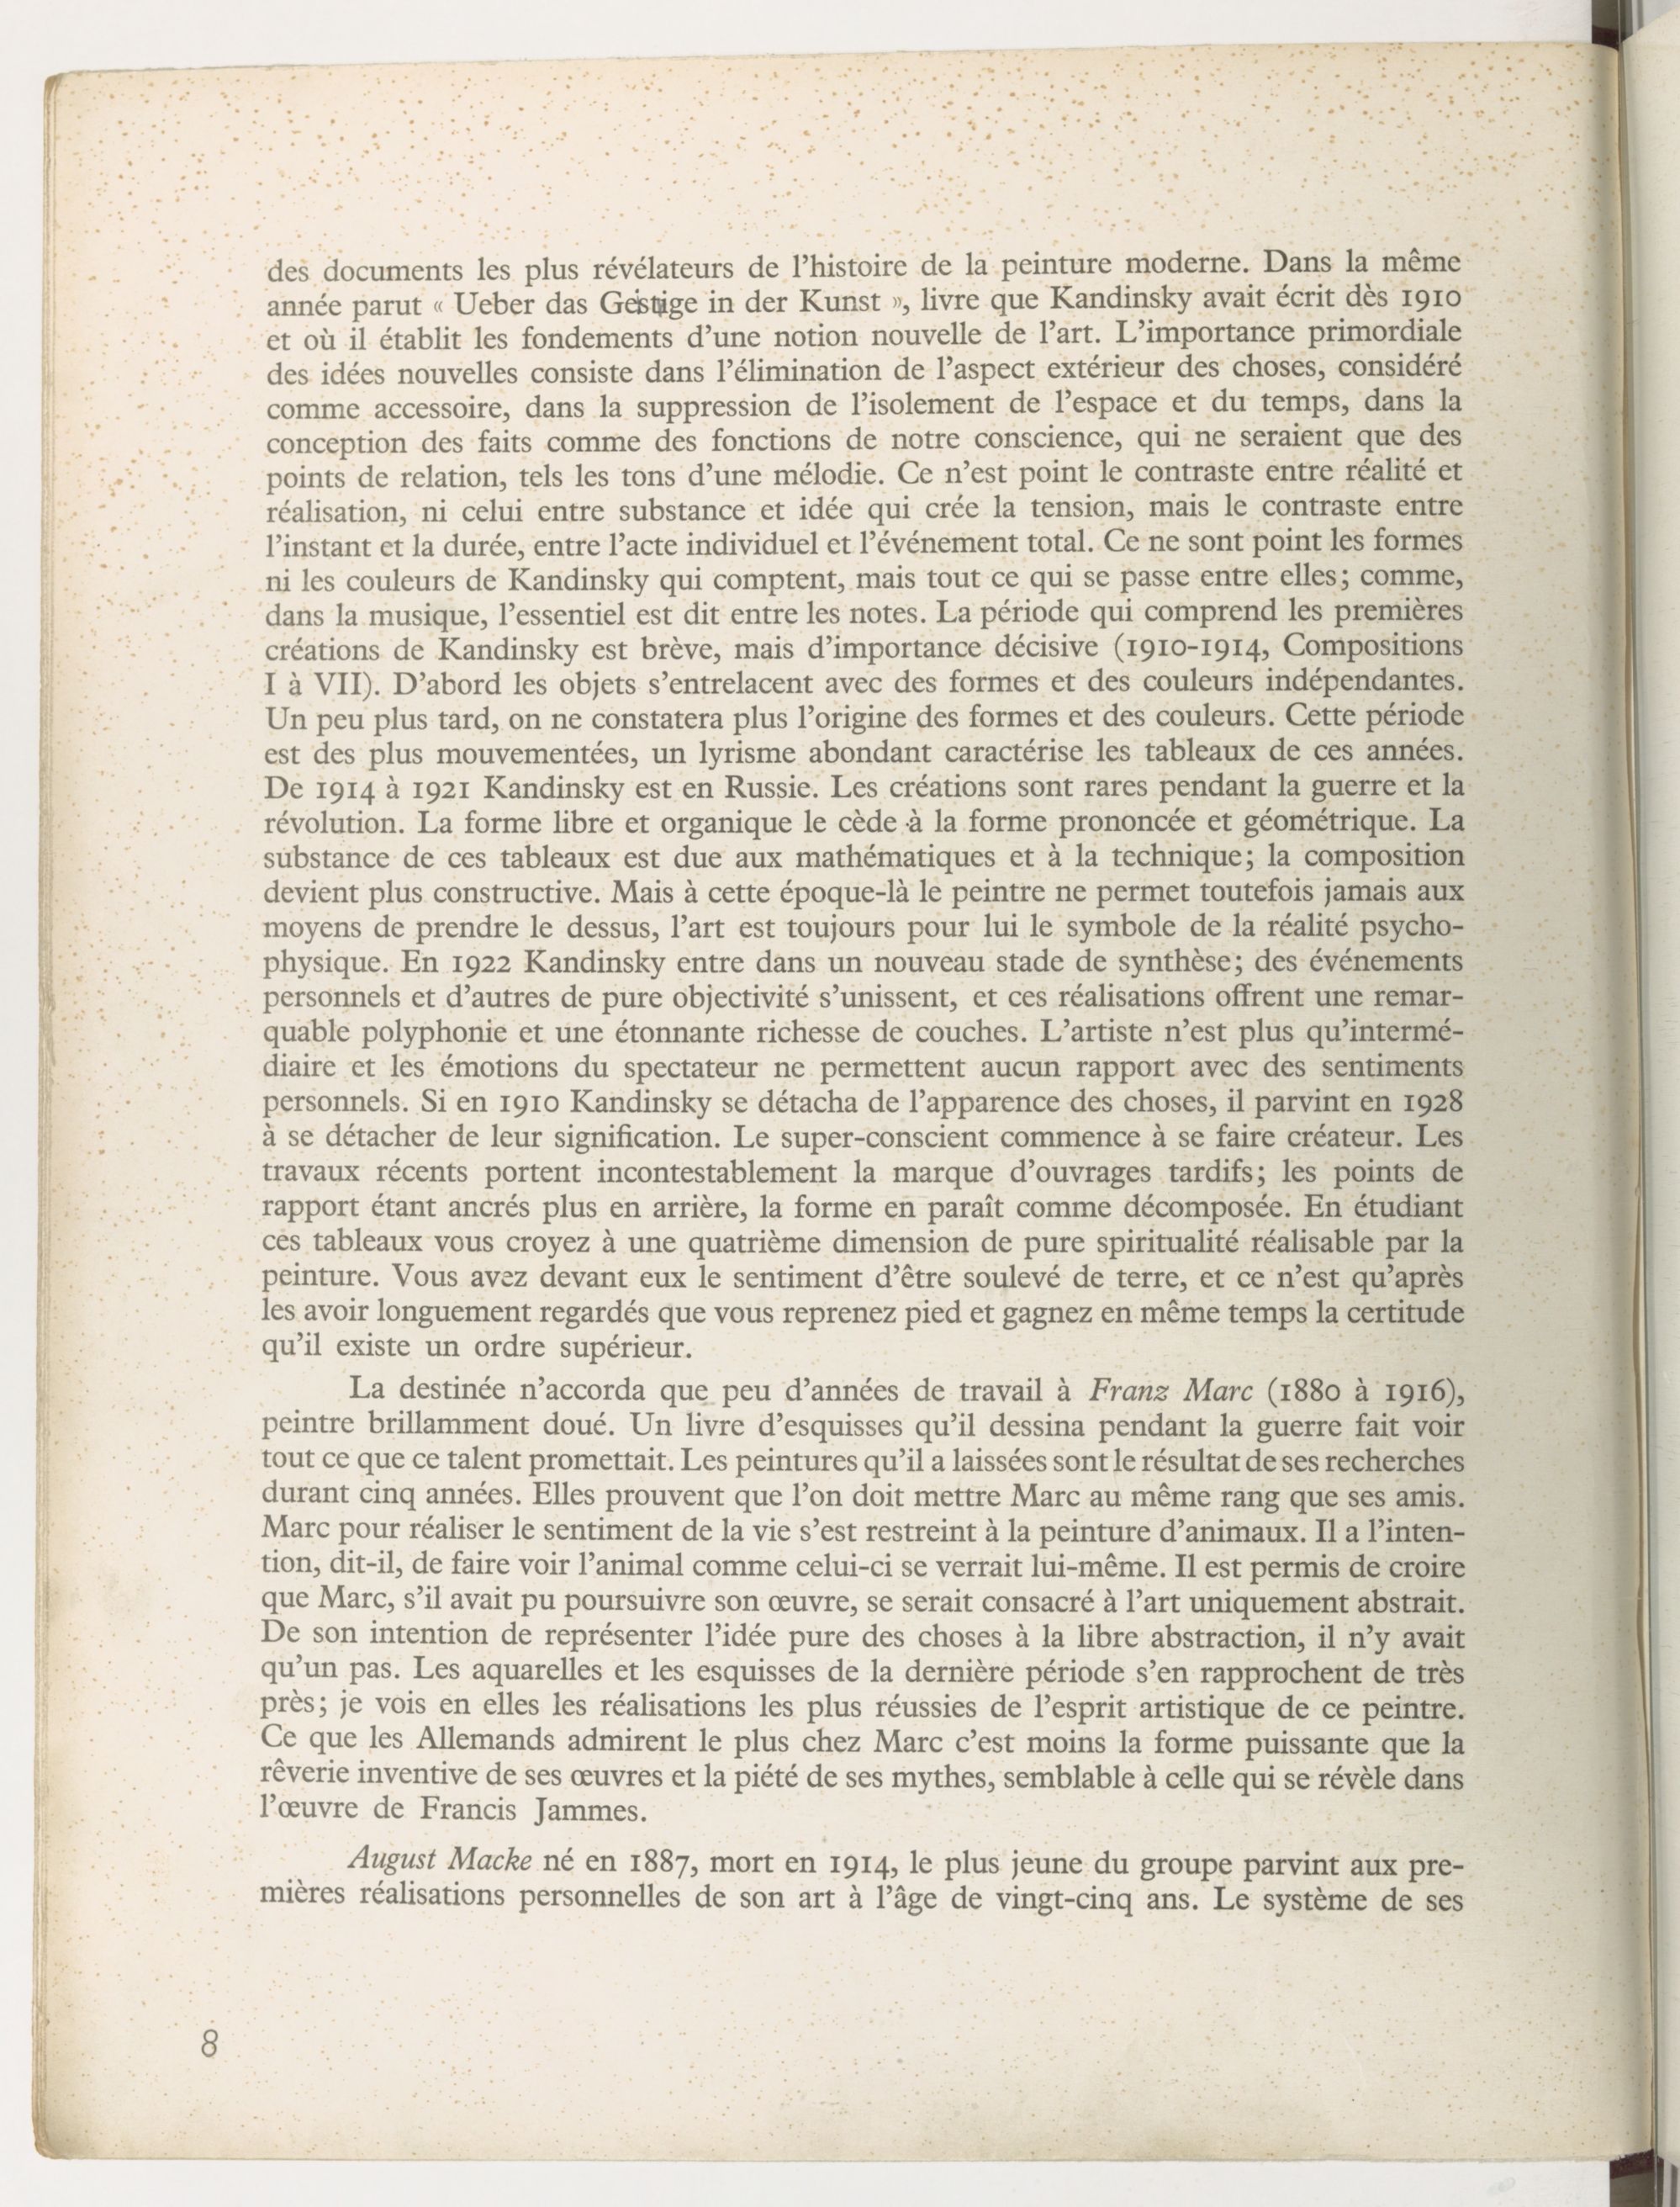 des documents les plus révélateurs de l’histoire de la peinture moderne. Dans la même
année parut « Ueber das Gestige in der Kunst », livre que Kandinsky avait écrit dès 1910
et où il établit les fondements d’une notion nouvelle de l’art. L’importance primordiale
des idées nouvelles consiste dans l’élimination de l’aspect extérieur des choses, considéré
comme accessoire, dans la suppression de l’isolement de l’espace et du temps, dans la
conception des faits comme des fonctions de notre conscience, qui ne seraient que des
points de relation, tels les tons d’une mélodie. Ce n’est point le contraste entre réalité et
réalisation, ni celui entre substance et idée qui crée la tension, mais le contraste entre
l’instant et la durée, entre l’acte individuel et l’événement total. Ce ne sont point les formes
ni les couleurs de Kandinsky qui comptent, mais tout ce qui se passe entre elles; comme,
dans la musique, l’essentiel est dit entre les notes. La période qui comprend les premières
créations de Kandinsky est brève, mais d’importance décisive (1910-1914, Compositions
I à VII). D’abord les objets s’entrelacent avec des formes et des couleurs indépendantes.
Un peu plus tard, on ne constatera plus l’origine des formes et des couleurs. Cette période
est des plus mouvementées, un lyrisme abondant caractérise les tableaux de ces années.
De 1914 à 1921 Kandinsky est en Russie. Les créations sont rares pendant la guerre et la
révolution. La forme libre et organique le cède à la forme prononcée et géométrique. La
substance de ces tableaux est due aux mathématiques et à la technique; la composition
devient plus constructive. Mais à cette époque-là le peintre ne permet toutefois jamais aux
moyens de prendre le dessus, l’art est toujours pour lui le symbole de la réalité psycho-
physique. En 1922 Kandinsky entre dans un nouveau stade de synthèse; des événements
personnels et d’autres de pure objectivité s’unissent, et ces réalisations offrent une remar-
quable polyphonie et une étonnante richesse de couches. L’artiste n’est plus qu’intermé-
diaire et les émotions du spectateur ne permettent aucun rapport avec des sentiments
personnels. Si en 1910 Kandinsky se détacha de l’apparence des choses, il parvint en 1928
à se détacher de leur signification. Le super-conscient commence à se faire créateur. Les
travaux récents portent incontestablement la marque d’ouvrages tardifs; les points de
rapport étant ancrés plus en arrière, la forme en paraît comme décomposée. En étudiant
ces tableaux vous croyez à une quatrième dimension de pure spiritualité réalisable par la
peinture. Vous avez devant eux le sentiment d’être soulevé de terre, et ce n’est qu’après
les avoir longuement regardés que vous reprenez pied et gagnez en même temps la certitude
qu’il existe un ordre supérieur.
La destinée n’accorda que peu d’années de travail à Franz Marc (1880 à 1916),
peintre brillamment doué. Un livre d’esquisses qu’il dessina pendant la guerre fait voir
tout ce que ce talent promettait. Les peintures qu’il a laissées sont le résultat de ses recherches
durant cinq années. Elles prouvent que l’on doit mettre Marc au même rang que ses amis.
Marc pour réaliser le sentiment de la vie s’est restreint à la peinture d’animaux. Il a l’inten-
tion, dit-il, de faire voir l’animal comme celui-ci se verrait lui-même. Il est permis de croire
que Marc, s’il avait pu poursuivre son œuvre, se serait consacré à l’art uniquement abstrait.
De son intention de représenter l’idée pure des choses à la libre abstraction, il n’y avait
qu’un pas. Les aquarelles et les esquisses de la dernière période s’en rapprochent de très
près; je vois en elles les réalisations les plus réussies de l’esprit artistique de ce peintre.
Ce que les Allemands admirent le plus chez Marc c’est moins la forme puissante que la
rêverie inventive de ses œuvres et la piété de ses mythes, semblable à celle qui se révèle dans
l’œuvre de Francis Jammes.
August Macke né en 1887, mort en 1914, le plus jeune du groupe parvint aux pre-
mières réalisations personnelles de son art à l’âge de vingt-cinq ans. Le système de ses
8